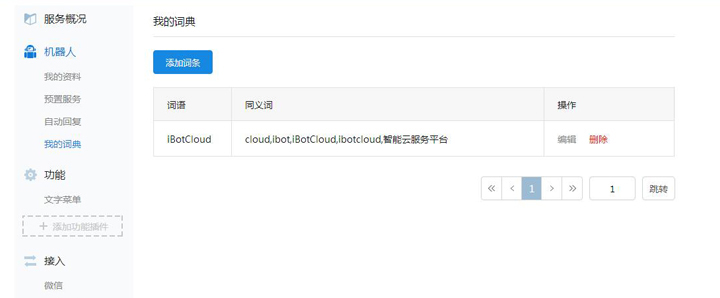 服务概况
机器人
我的资料
预置服务
自动回复
我的词典
功能
文字菜单
+ 添加功能插件
接入
微信
我的词典
添加词条
词语 同义词 操作
iBotCloud cloud,ibot,iBotCloud,ibotcloud,智能云服务平台 编辑 删除
« < 1 > » 1 跳转